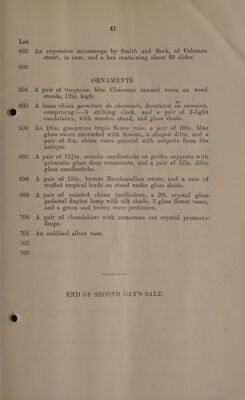 41
Lot
692 An expensive microscope by Smith and Beck, of Coleman
street, in case, and a box containing about 60 slides.
693
ORNAMENTS.
694 A pair of turquoise blue Cloisonné enamel vases on wood
stands, 12in. high.
695 A brass china garniture de cheminée, decorated en camaieu,
comprising:—A striking clock, and a pair of 2-light
candelabra, with wooden stand, and glass shade.
696 An 18in. greenware triple flower vase, a pair of 10in. blue
glass ewers encrusted with flowers, a shaped ditto, and a
pair of 8in. china vases painted with subjects from the
antique.
697 A pair of ormolu candlesticks on griffin supports with
prismatic glass drop ornaments, and a pair of 12in. ditto
glass candlesticks.
698 A pair of 15in. bronze Bacchanalian ewers, and a case of
stuffed tropical birds on stand under glass shade.
699 A pair of painted china jardinières, a 2ft. crystal glass
pedestal duplex lamp with silk shade, 3 glass flower vases,
and a green and brown ware jardinière.
700 A pair of chandeliers with numerous cut crystal prismatic
drops.
701 An oxidised silver vase.
702
703
END OF SECOND DAY'S SALE.